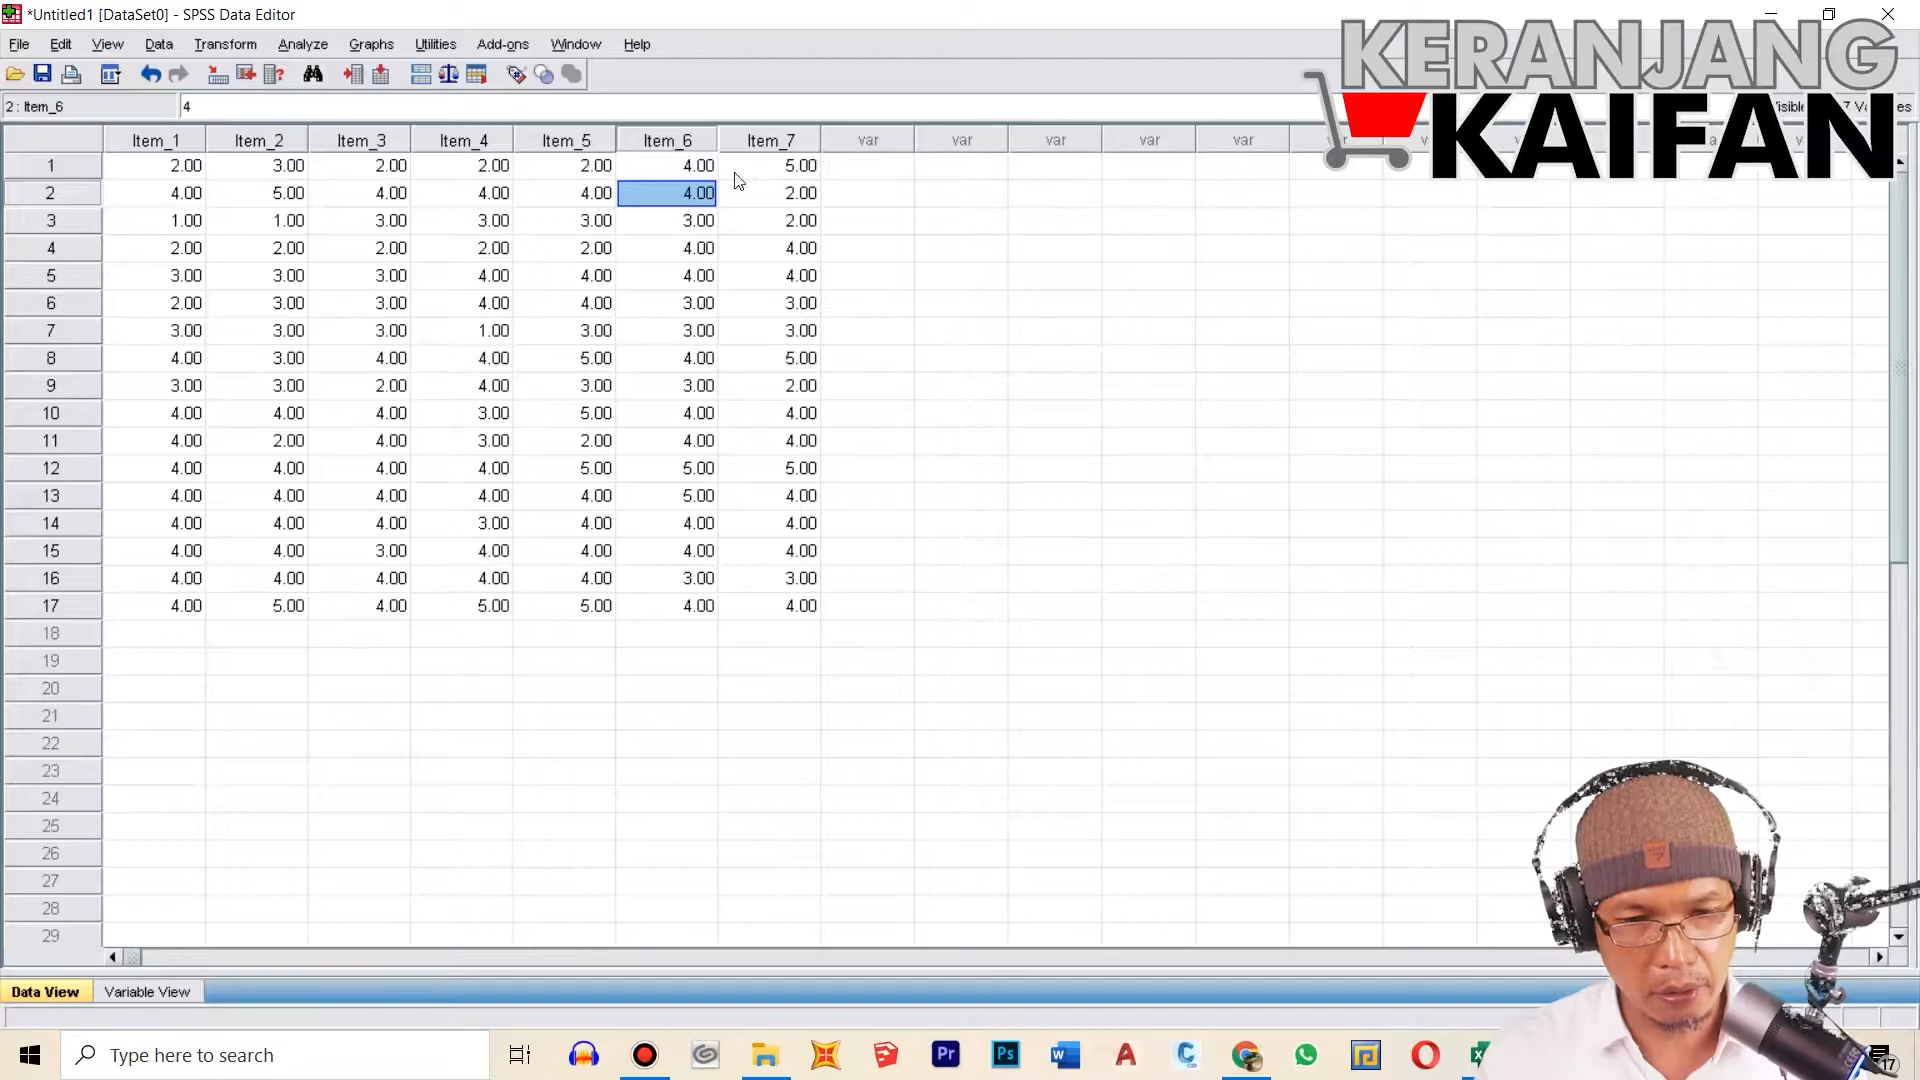 *Untitled1 [DataSet0] - SPSS Data Editor
File Edit View Data Transform Analyze Graphs Utilities Add-ons Window Help
KERANJANG
KAIFAN
2 : Item_6 4
Item_1 Item_2 Item_3 Item_4 Item_5 Item_6 Item_7 var var var var var
1 2.00 3.00 2.00 2.00 2.00 4.00 5.00
2 4.00 5.00 4.00 4.00 4.00 4.00 2.00
3 1.00 1.00 3.00 3.00 3.00 3.00 2.00
4 2.00 2.00 2.00 2.00 2.00 4.00 4.00
5 3.00 3.00 3.00 4.00 4.00 4.00 4.00
6 2.00 3.00 3.00 4.00 4.00 3.00 3.00
7 3.00 3.00 3.00 1.00 3.00 3.00 3.00
8 4.00 3.00 4.00 4.00 5.00 4.00 5.00
9 3.00 3.00 2.00 4.00 3.00 3.00 2.00
10 4.00 4.00 4.00 3.00 5.00 4.00 4.00
11 4.00 2.00 4.00 3.00 2.00 4.00 4.00
12 4.00 4.00 4.00 4.00 5.00 5.00 5.00
13 4.00 4.00 4.00 4.00 4.00 5.00 4.00
14 4.00 4.00 4.00 3.00 4.00 4.00 4.00
15 4.00 4.00 3.00 4.00 4.00 4.00 4.00
16 4.00 4.00 4.00 4.00 4.00 3.00 3.00
17 4.00 5.00 4.00 5.00 5.00 4.00 4.00
18
19
20
21
22
23
24
25
26
27
28
29
Data View Variable View
Type here to search
Pr Ps
17